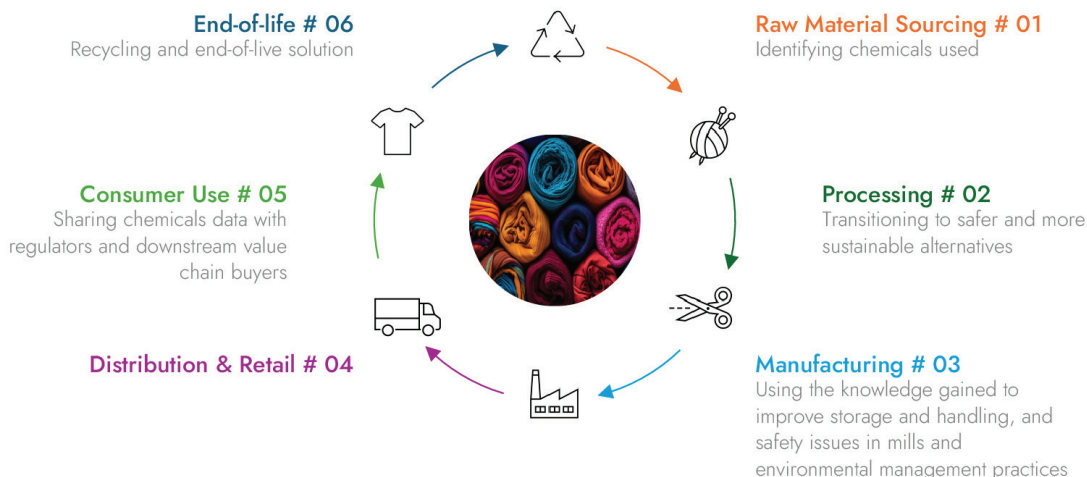 End-of-life # 06
Recycling and end-of-live solution
Raw Material Sourcing # 01
Identifying chemicals used
Consumer Use # 05
Sharing chemicals data with
regulators and downstream value
chain buyers
Processing # 02
Transitioning to safer and more
sustainable alternatives
Distribution & Retail # 04
Manufacturing # 03
Using the knowledge gained to
improve storage and handling, and
safety issues in mills and
environmental management practices